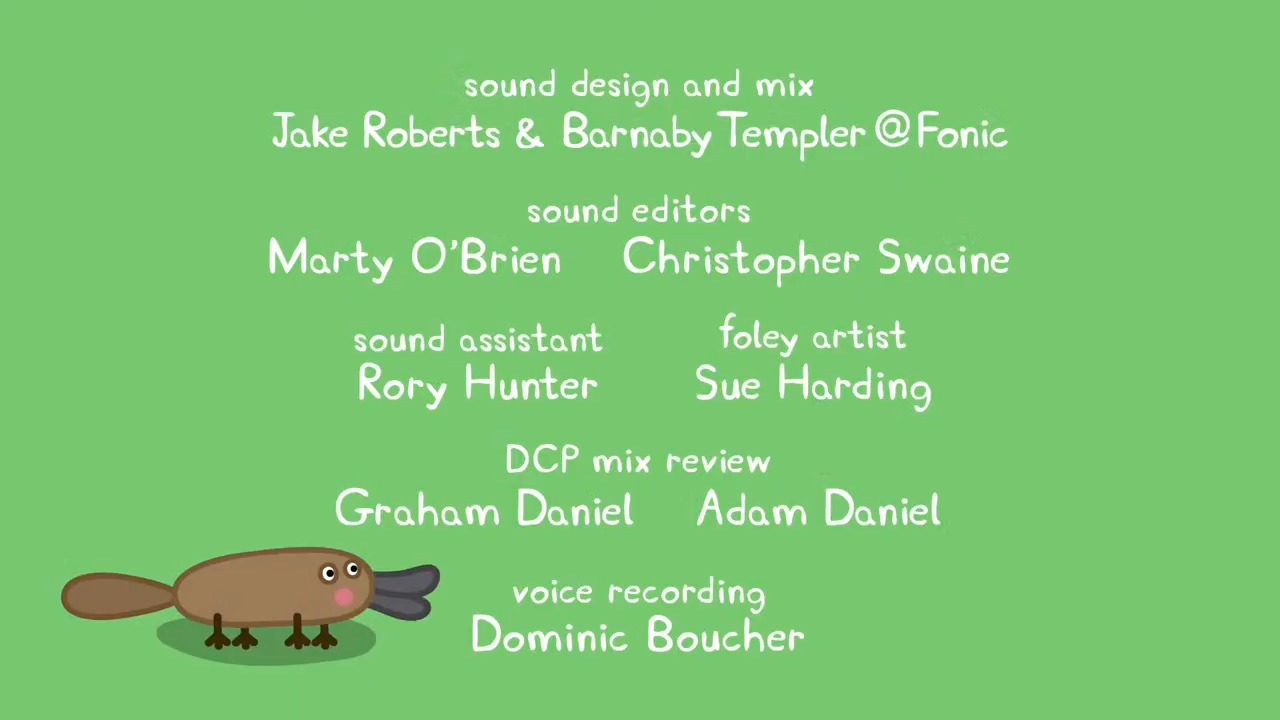 sound design and mix
Jake Roberts & Barnaby Templer @ Fonic
sound editors
Marty O'Brien Christopher Swaine
sound assistant foley artist
Rory Hunter Sue Harding
DCP mix review
Graham Daniel Adam Daniel
voice recording
Dominic Boucher